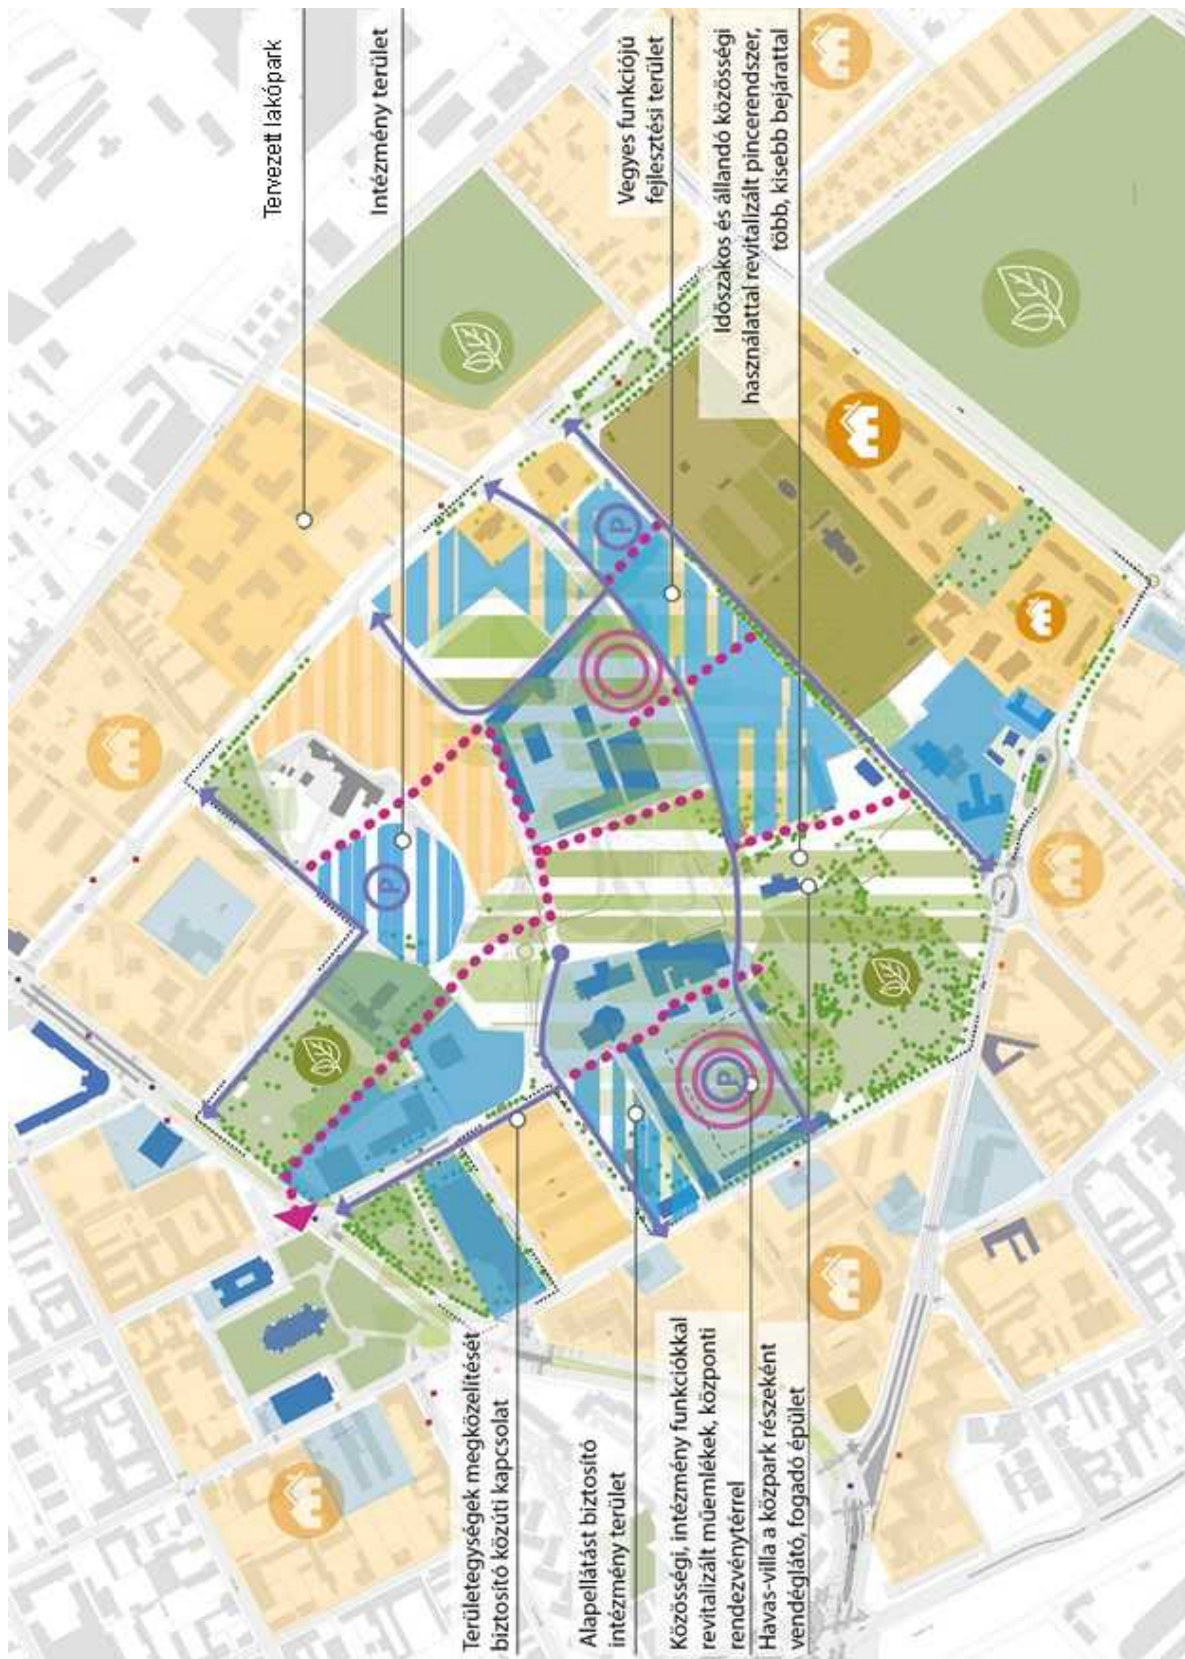 Tervezett lakópark
Intézmény terület
Vegyes funkciójú
fejlesztési terület
Időszakos és állandó közösségi
használattal revitalizált pincerendszer,
több, kisebb bejárattal
Területegységek megközelítését
biztosító közúti kapcsolat
Alapellátást biztosító
intézmény terület
Közösségi, intézmény funkciókkal
revitalizált műemlékek, központi
rendezvénytérrel
Havas-villa a közpark részeként
vendéglátó, fogadó épület
P
P
P